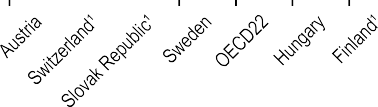 Austria
Switzerland¹
Slovak Republic¹
Sweden
OECD22
Hungary
Finland¹